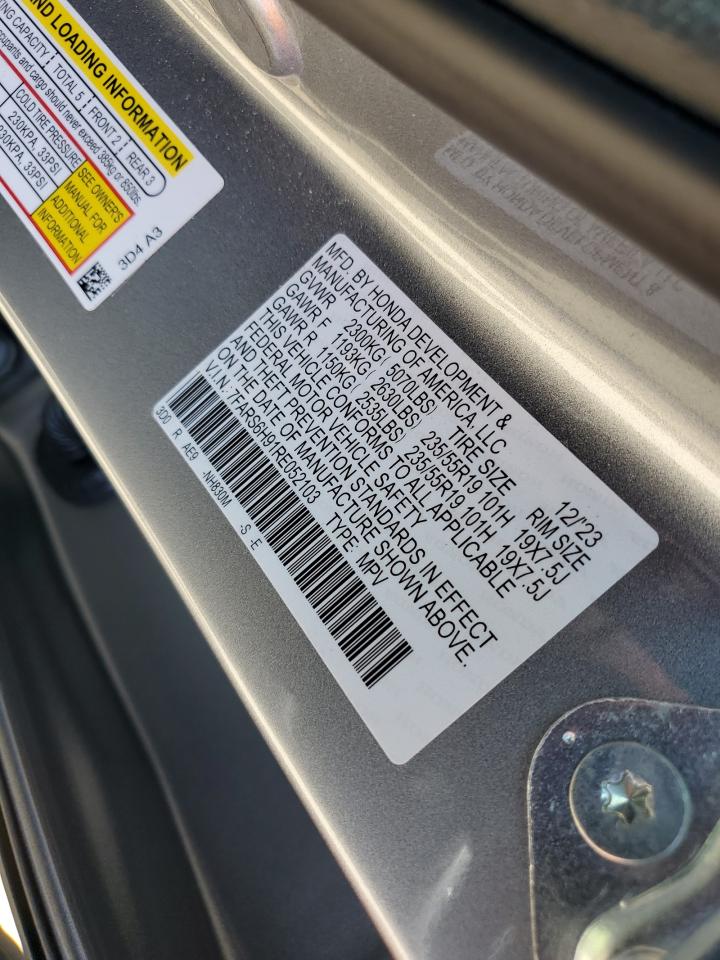 AND LOADING INFORMATION
ING CAPACITY TOTAL 5 FRONT 2 REAR 3
occupants and cargo should never exceed 385kg or 850lbs.
COLD TIRE PRESSURE
230KPA, 33PSI
230KPA, 33PSI
SEE OWNER'S
MANUAL FOR
ADDITIONAL
INFORMATION
3D4 A3
MFD. BY HONDA DEVELOPMENT &
MANUFACTURING OF AMERICA, LLC 12/'23
GVWR 2300KG( 5070LBS) TIRE SIZE RIM SIZE
GAWR F 1193KG( 2630LBS) 235/55R19 101H 19X7.5J
GAWR R 1150KG( 2535LBS) 235/55R19 101H 19X7.5J
THIS VEHICLE CONFORMS TO ALL APPLICABLE
FEDERAL MOTOR VEHICLE SAFETY
AND THEFT PREVENTION STANDARDS IN EFFECT
ON THE DATE OF MANUFACTURE SHOWN ABOVE.
V.I.N.: 7FARS6H91RE052103 TYPE: MPV
3D0 R AE9 -NH830M -S -E